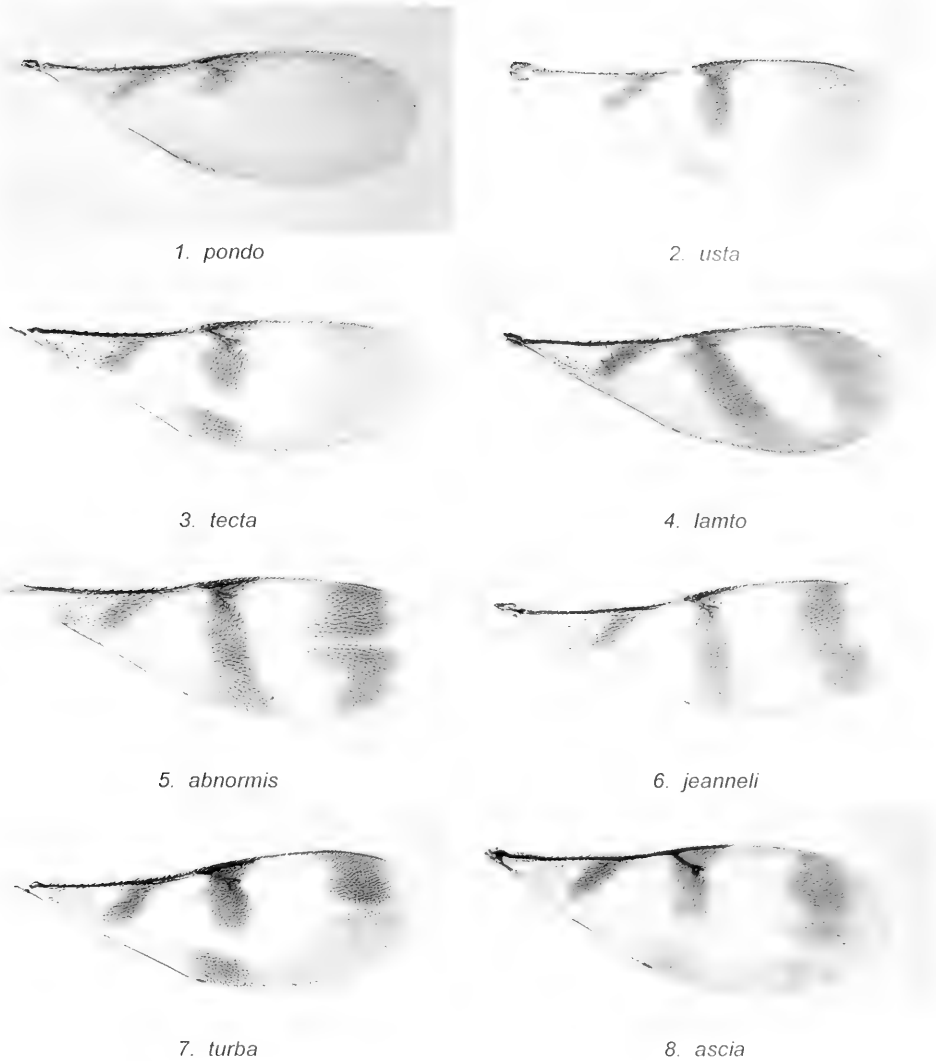 1. pondo
2. usta
3. tecta
4. lamto
5. abnormis
6. jeanneli
7. turba
8. ascia